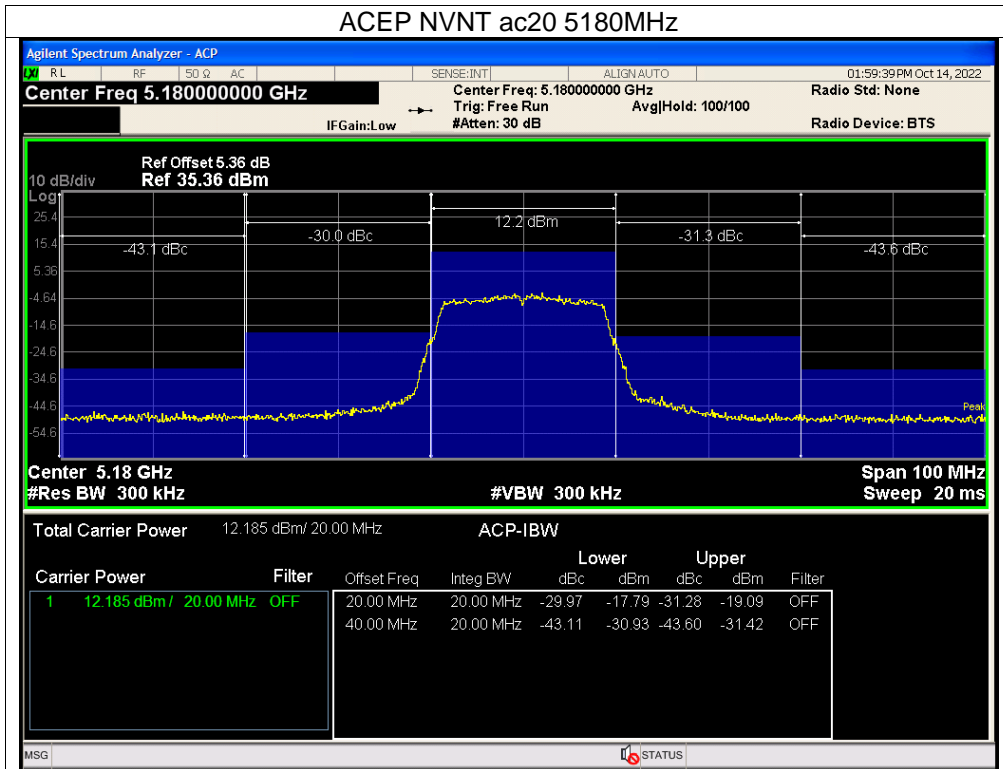 ACEP NVNT ac20 5180MHz
Agilent Spectrum Analyzer - ACP
LXI RL RF 50 Ω AC SENSE:INT ALIGN AUTO 01:59:39 PM Oct 14, 2022
Center Freq 5.180000000 GHz Center Freq: 5.180000000 GHz Radio Std: None
Trig: Free Run Avg|Hold: 100/100
IFGain:Low #Atten: 30 dB Radio Device: BTS
Ref Offset 5.36 dB
10 dB/div Ref 35.36 dBm
Log
25.4
12.2 dBm
-30.0 dBc -31.3 dBc
15.4
-43.1 dBc -43.6 dBc
5.36
-4.64
-14.6
-24.6
-34.6
-44.6 Peak
-54.6
Center 5.18 GHz Span 100 MHz
#Res BW 300 kHz #VBW 300 kHz Sweep 20 ms
Total Carrier Power 12.185 dBm/ 20.00 MHz ACP-IBW
Lower Upper
Carrier Power Filter Offset Freq Integ BW dBc dBm dBc dBm Filter
1 12.185 dBm / 20.00 MHz OFF 20.00 MHz 20.00 MHz -29.97 -17.79 -31.28 -19.09 OFF
40.00 MHz 20.00 MHz -43.11 -30.93 -43.60 -31.42 OFF
MSG STATUS